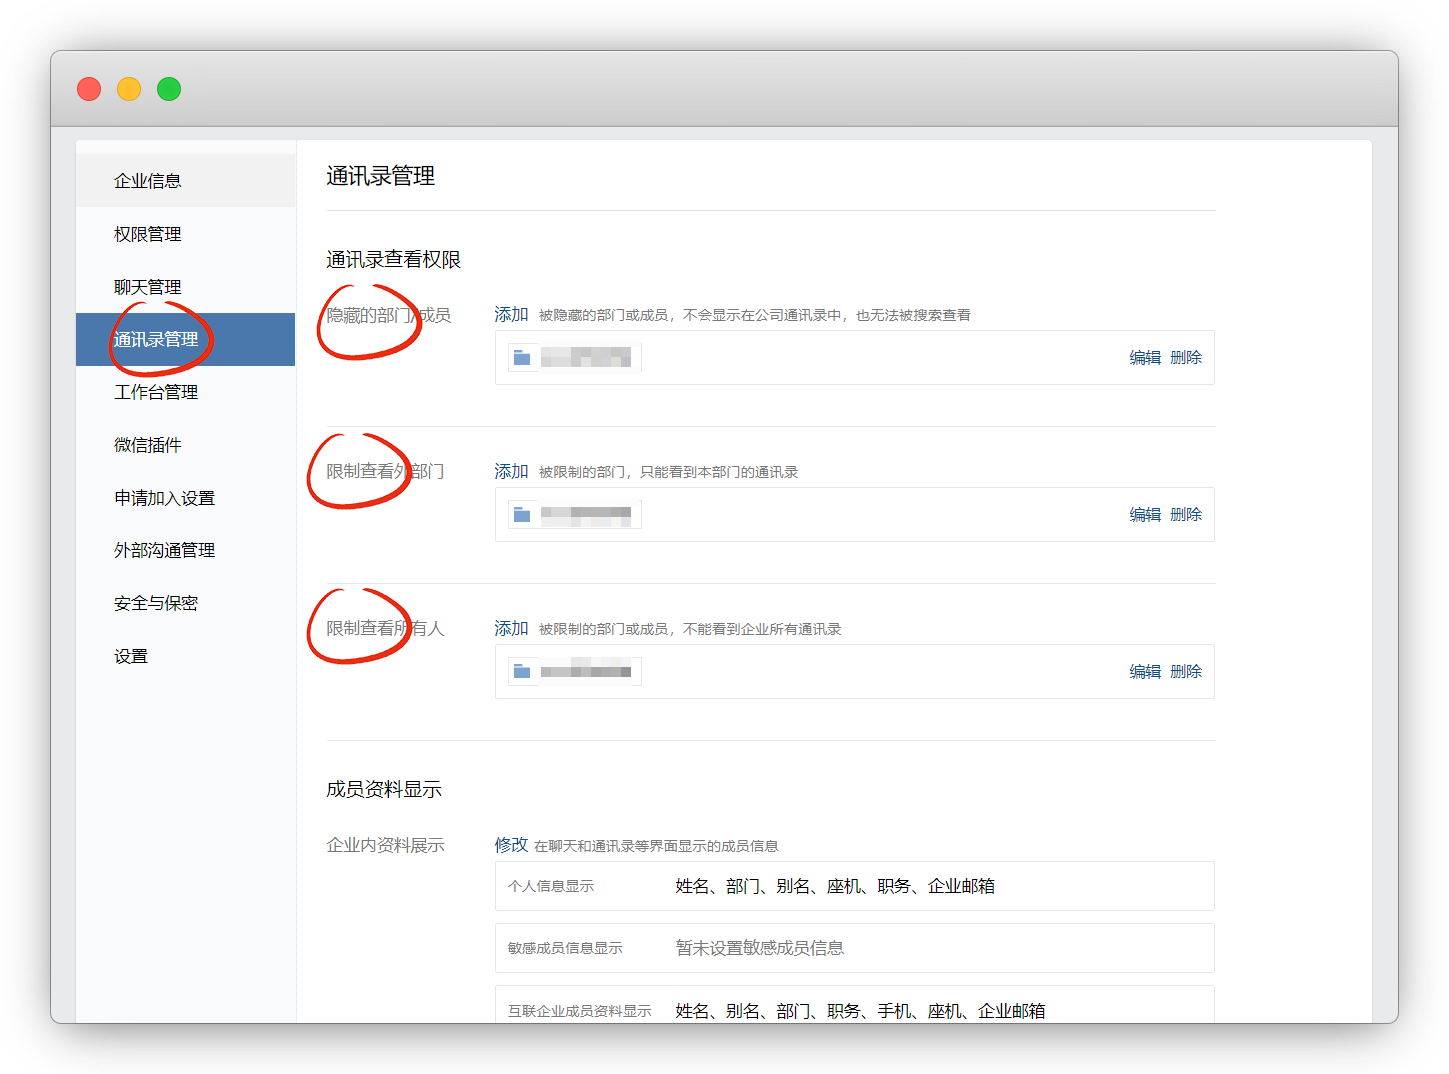 企业信息
权限管理
聊天管理
通讯录管理
工作台管理
微信插件
申请加入设置
外部沟通管理
安全与保密
设置
通讯录管理
通讯录查看权限
隐藏的部门/成员 添加 被隐藏的部门或成员，不会显示在公司通讯录中，也无法被搜索查看
编辑 删除
限制查看外部门 添加 被限制的部门，只能看到本部门的通讯录
编辑 删除
限制查看所有人 添加 被限制的部门或成员，不能看到企业所有通讯录
编辑 删除
成员资料显示
企业内资料展示 修改 在聊天和通讯录等界面显示的成员信息
个人信息显示 姓名、部门、别名、座机、职务、企业邮箱
敏感成员信息显示 暂未设置敏感成员信息
互联企业成员资料显示 姓名、别名、部门、职务、手机、座机、企业邮箱